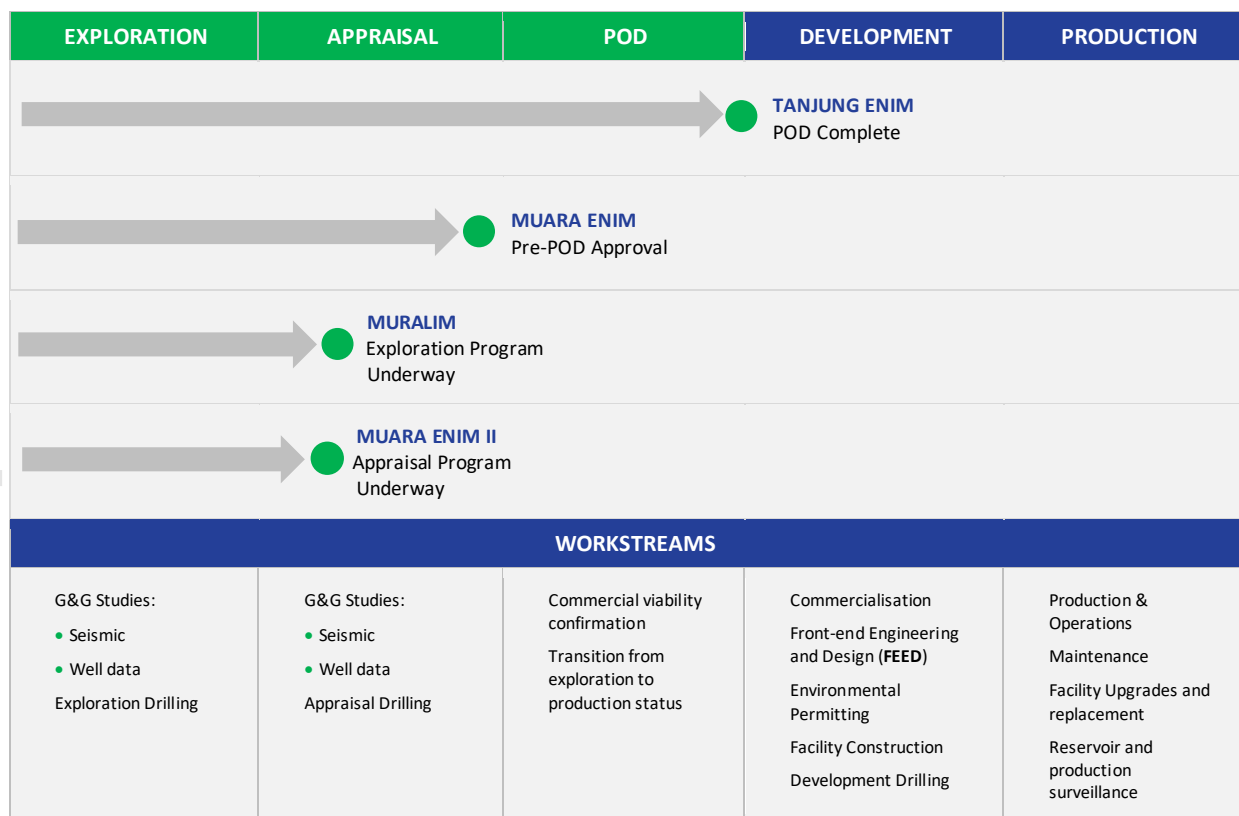 EXPLORATION
APPRAISAL
POD
DEVELOPMENT
PRODUCTION
TANJUNG ENIM
POD Complete
MUARA ENIM
Pre-POD Approval
MURALIM
Exploration Program
Underway
MUARA ENIM II
Appraisal Program
Underway
WORKSTREAMS
G&G Studies:
• Seismic
• Well data
Exploration Drilling
G&G Studies:
• Seismic
• Well data
Appraisal Drilling
Commercial viability
confirmation
Transition from
exploration to
production status
Commercialisation
Front-end Engineering
and Design (FEED)
Environmental
Permitting
Facility Construction
Development Drilling
Production &
Operations
Maintenance
Facility Upgrades and
replacement
Reservoir and
production
surveillance